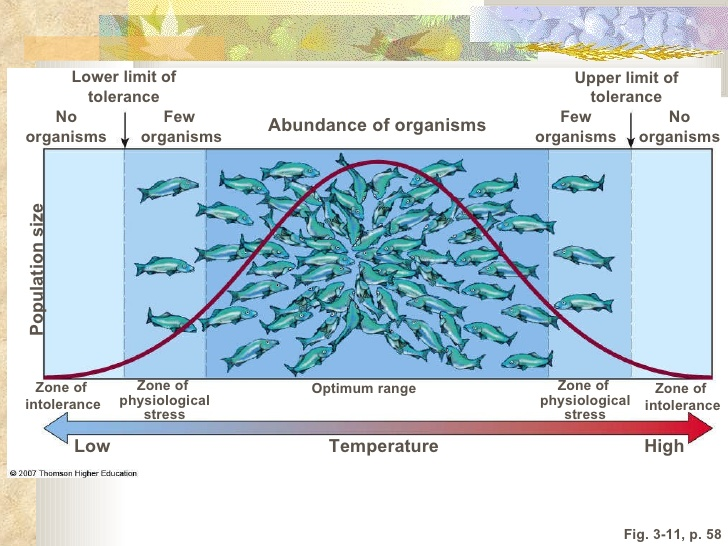 Lower limit of
tolerance
Upper limit of
tolerance
No
organisms
Few
organisms
Abundance of organisms
Few
organisms
No
organisms
Population size
Zone of
intolerance
Zone of
physiological
stress
Optimum range
Zone of
physiological
stress
Zone of
intolerance
Low
Temperature
High
© 2007 Thomson Higher Education
Fig. 3-11, p. 58